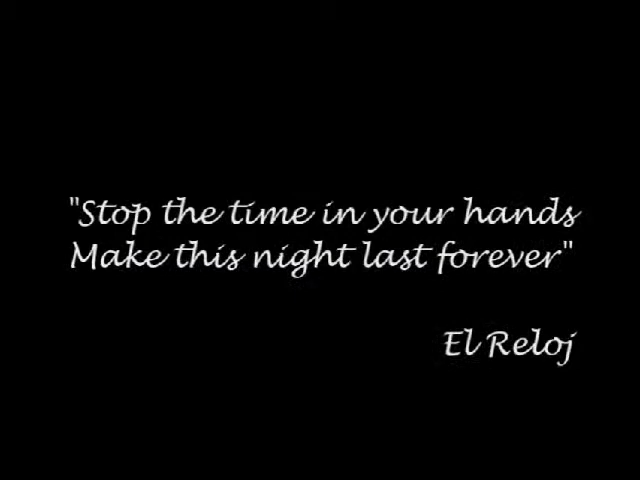 "Stop the time in your hands
Make this night last forever"
El Reloj